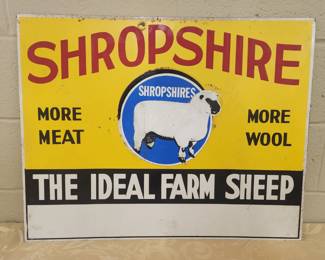 SHROPSHIRE
SHROPSHIRES
MORE
MEAT
MORE
WOOL
THE IDEAL FARM SHEEP